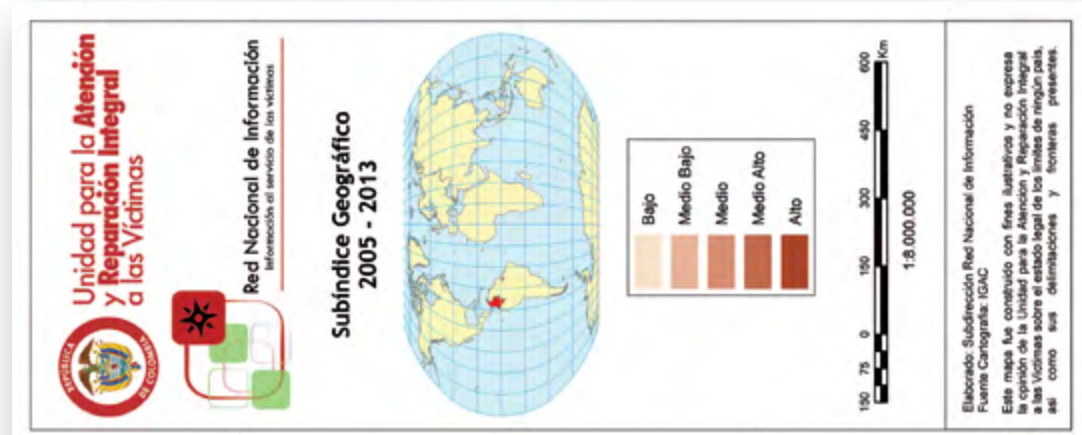 REPÚBLICA
DE COLOMBIA
Unidad para la Atención
y Reparación Integral
a las Víctimas
Red Nacional de Información
Información al servicio de las víctimas
Subíndice Geográfico
2005 - 2013
Bajo
Medio Bajo
Medio
Medio Alto
Alto
150 75 0 150 300 450 600
Km
1:8.000.000
Elaborado: Subdirección Red Nacional de Información
Fuente Cartografía: IGAC
Este mapa fue construido con fines ilustrativos y no expresa
la opinión de la Unidad para la Atencion y Reparación Integral
a las Víctimas sobre el estado legal de los límites de ningún país,
así como sus delimitaciones y fronteras presentes.